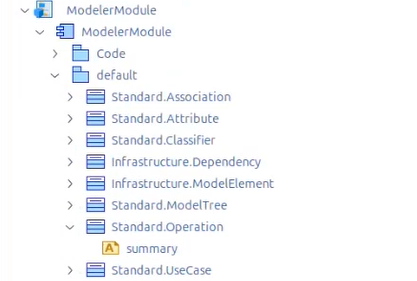 ModelerModule
ModelerModule
Code
default
Standard.Association
Standard.Attribute
Standard.Classifier
Infrastructure.Dependency
Infrastructure.ModelElement
Standard.ModelTree
Standard.Operation
A summary
Standard.UseCase